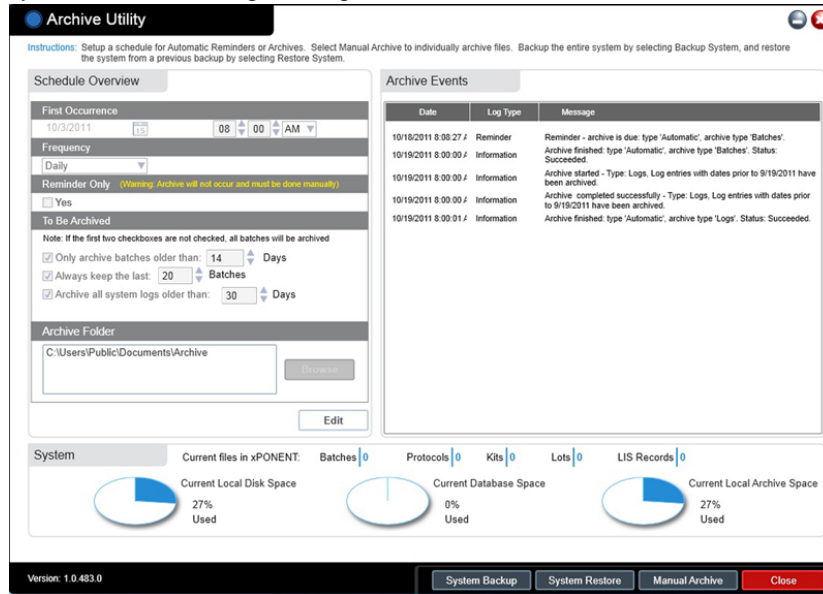 Archive Utility
Instructions: Setup a schedule for Automatic Reminders or Archives. Select Manual Archive to individually archive files. Backup the entire system by selecting Backup System, and restore
the system from a previous backup by selecting Restore System.
Schedule Overview
First Occurrence
10/3/2011 15 08 00 AM
Frequency
Daily
Reminder Only (Warning: Archive will not occur and must be done manually)
Yes
To Be Archived
Note: If the first two checkboxes are not checked, all batches will be archived
Only archive batches older than: 14 Days
Always keep the last: 20 Batches
Archive all system logs older than: 30 Days
Archive Folder
C:\Users\Public\Documents\Archive
Browse
Edit
Archive Events
Date Log Type Message
10/18/2011 8:08:27 Reminder Reminder - archive is due: type 'Automatic', archive type 'Batches'.
10/19/2011 8:00:00 Information Archive finished: type 'Automatic', archive type 'Batches'. Status:
Succeeded.
10/19/2011 8:00:00 Information Archive started - Type: Logs, Log entries with dates prior to 9/19/2011 have
been archived.
10/19/2011 8:00:00 Information Archive completed successfully - Type: Logs, Log entries with dates prior
to 9/19/2011 have been archived.
10/19/2011 8:00:01 Information Archive finished: type 'Automatic', archive type 'Logs'. Status: Succeeded.
System
Current files in xPONENT: Batches 0 Protocols 0 Kits 0 Lots 0 LIS Records 0
Current Local Disk Space
27%
Used
Current Database Space
0%
Used
Current Local Archive Space
27%
Used
Version: 1.0.483.0
System Backup System Restore Manual Archive Close